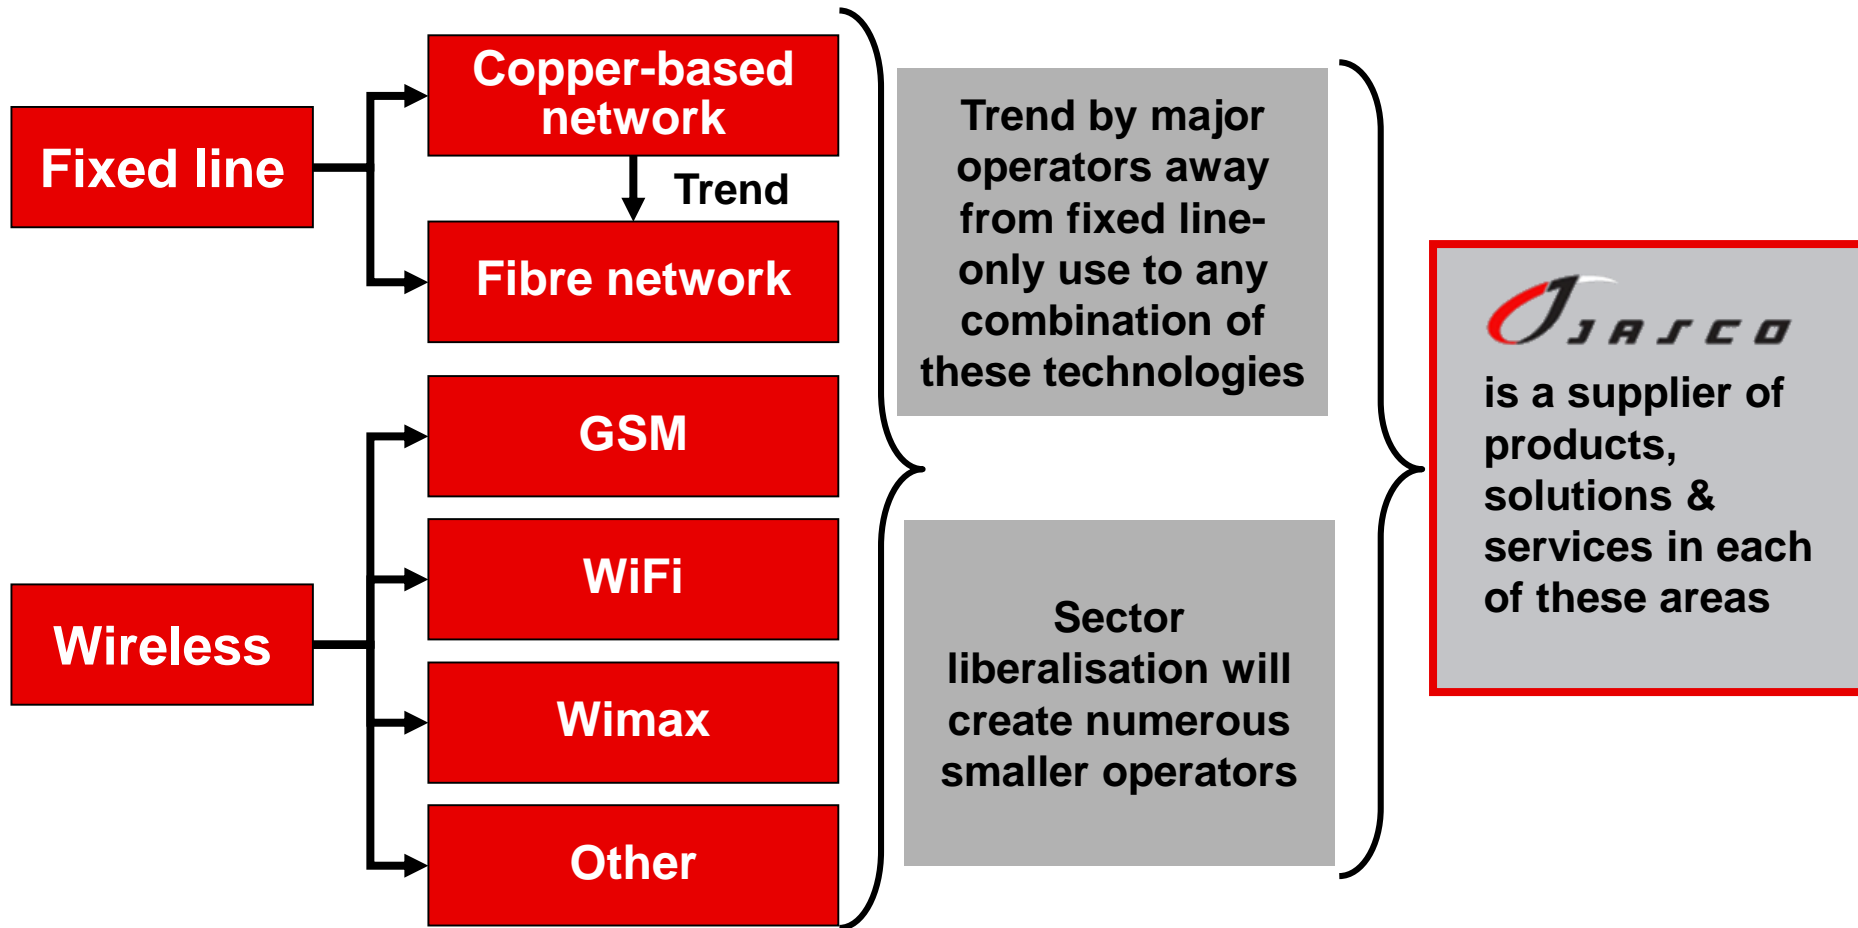 Fixed line
Copper-based
network
Trend
Fibre network
Wireless
GSM
WiFi
Wimax
Other
Trend by major
operators away
from fixed line-
only use to any
combination of
these technologies
Sector
liberalisation will
create numerous
smaller operators
JASCO
is a supplier of
products,
solutions &
services in each
of these areas